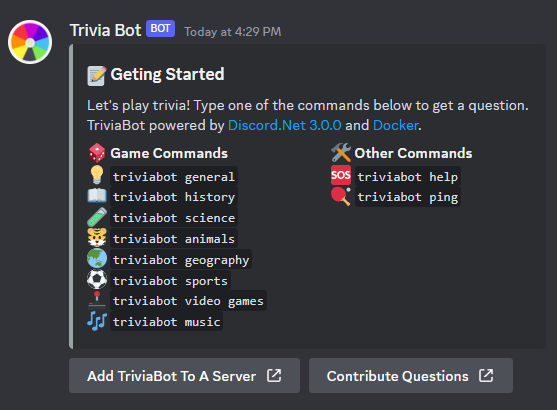 Trivia Bot BOT Today at 4:29 PM
Geting Started
Let's play trivia! Type one of the commands below to get a question.
TriviaBot powered by Discord.Net 3.0.0 and Docker.
Game Commands
triviabot general
triviabot history
triviabot science
triviabot animals
triviabot geography
triviabot sports
triviabot video games
triviabot music
Other Commands
SOS triviabot help
triviabot ping
Add TriviaBot To A Server
Contribute Questions